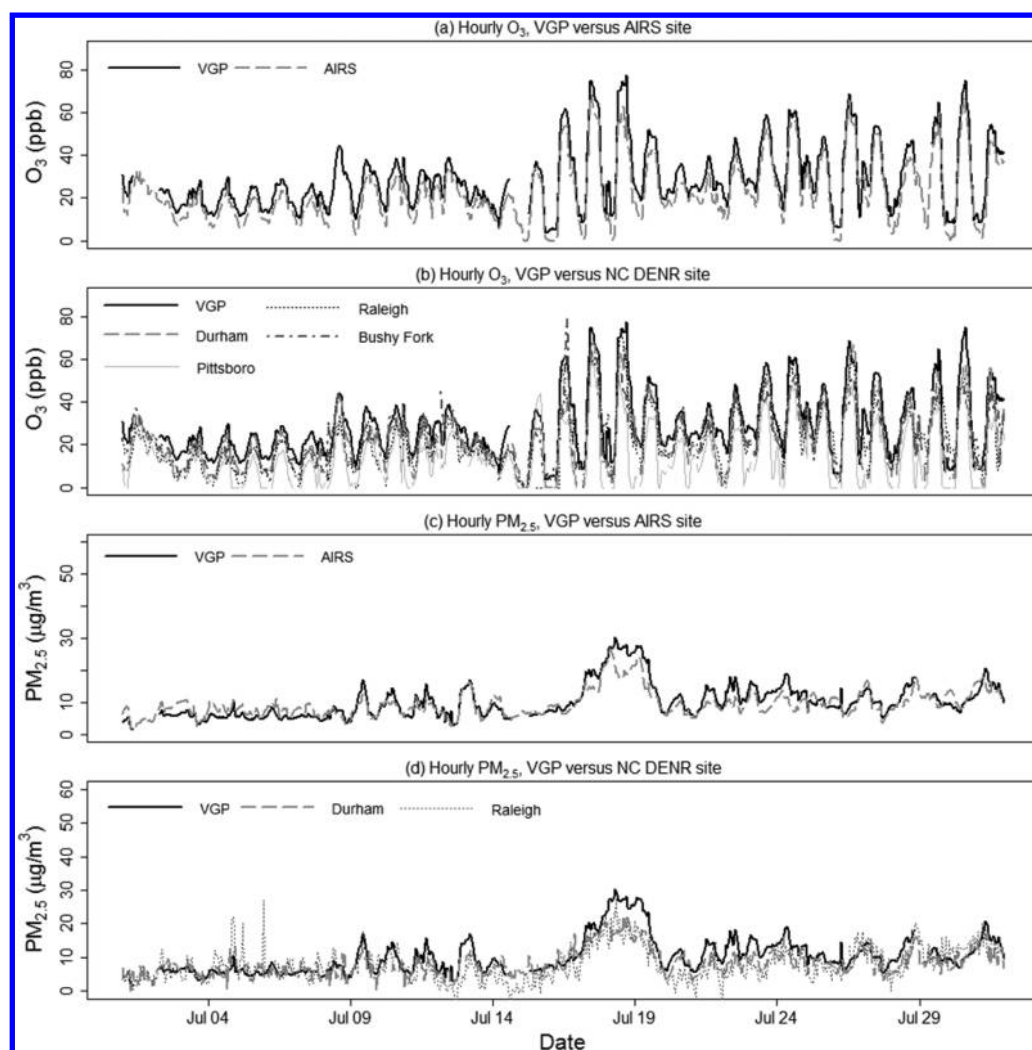 (a) Hourly O₃, VGP versus AIRS site
VGP AIRS
O₃ (ppb)
80
60
40
20
0
(b) Hourly O₃, VGP versus NC DENR site
VGP Raleigh
Durham Bushy Fork
Pittsboro
O₃ (ppb)
80
60
40
20
0
(c) Hourly PM₂.₅, VGP versus AIRS site
VGP AIRS
PM₂.₅ (μg/m³)
50
30
10
0
(d) Hourly PM₂.₅, VGP versus NC DENR site
VGP Durham Raleigh
PM₂.₅ (μg/m³)
60
50
40
30
20
10
0
Jul 04 Jul 09 Jul 14 Jul 19 Jul 24 Jul 29
Date